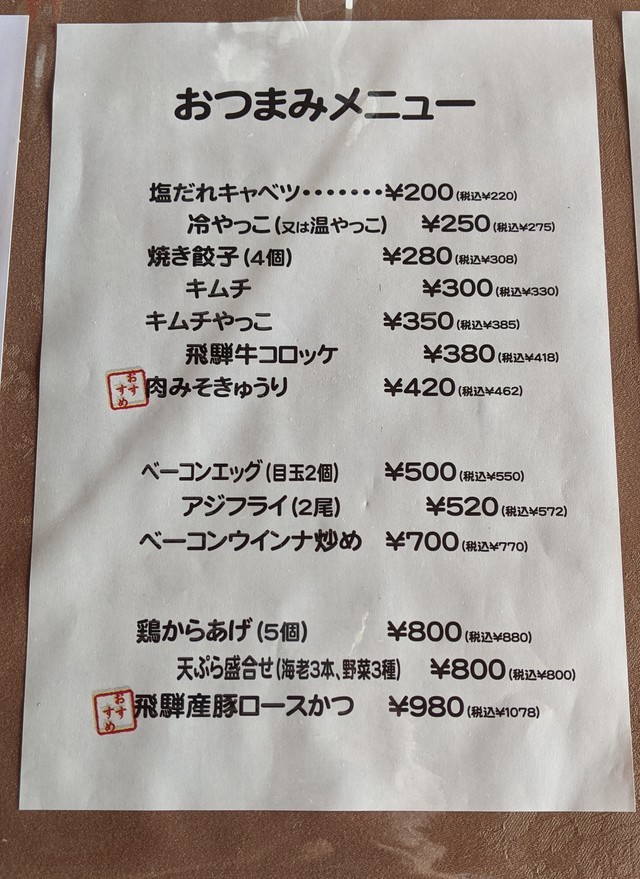 おつまみメニュー
塩だれキャベツ・・・・・・・¥200(税込¥220)
冷やっこ(又は温やっこ) ¥250(税込¥275)
焼き餃子(4個) ¥280(税込¥308)
キムチ ¥300(税込¥330)
キムチやっこ ¥350(税込¥385)
飛騨牛コロッケ ¥380(税込¥418)
おすすめ 肉みそきゅうり ¥420(税込¥462)
ベーコンエッグ(目玉2個) ¥500(税込¥550)
アジフライ(2尾) ¥520(税込¥572)
ベーコンウインナ炒め ¥700(税込¥770)
鶏からあげ(5個) ¥800(税込¥880)
天ぷら盛合せ(海老3本、野菜3種) ¥800(税込¥800)
おすすめ 飛騨産豚ロースかつ ¥980(税込¥1078)